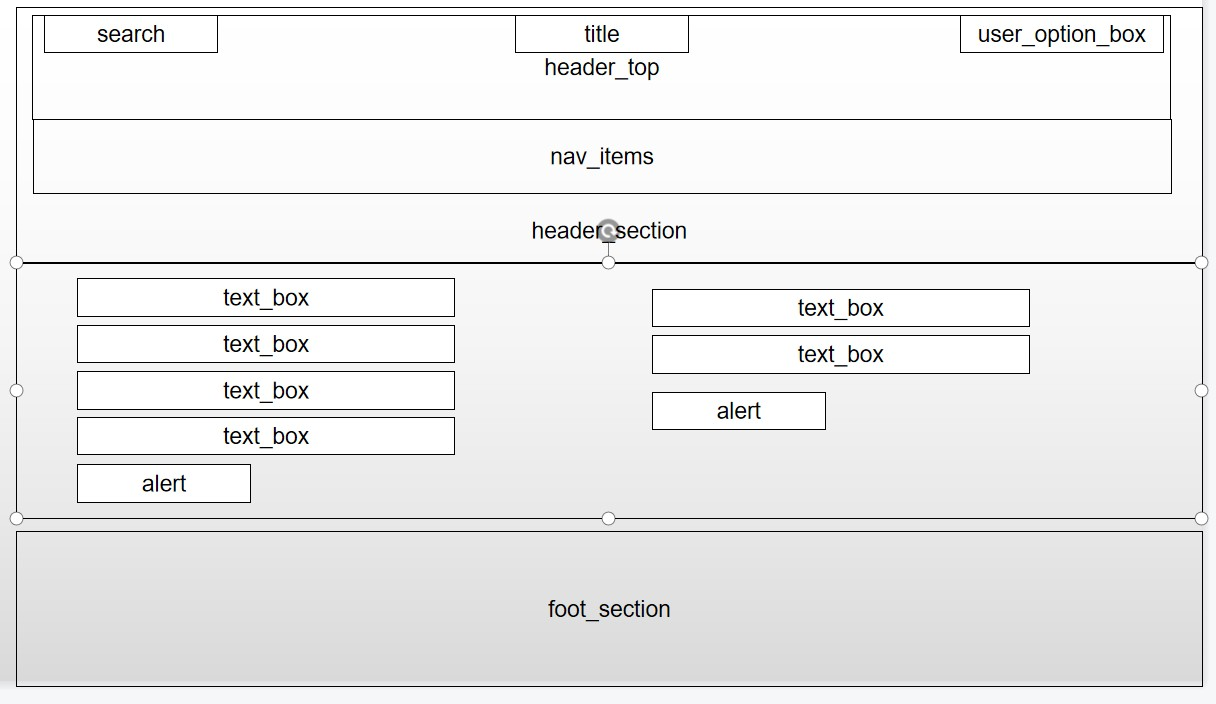 search
title
user_option_box
header_top
nav_items
header_section
text_box
text_box
text_box
text_box
alert
text_box
text_box
alert
foot_section